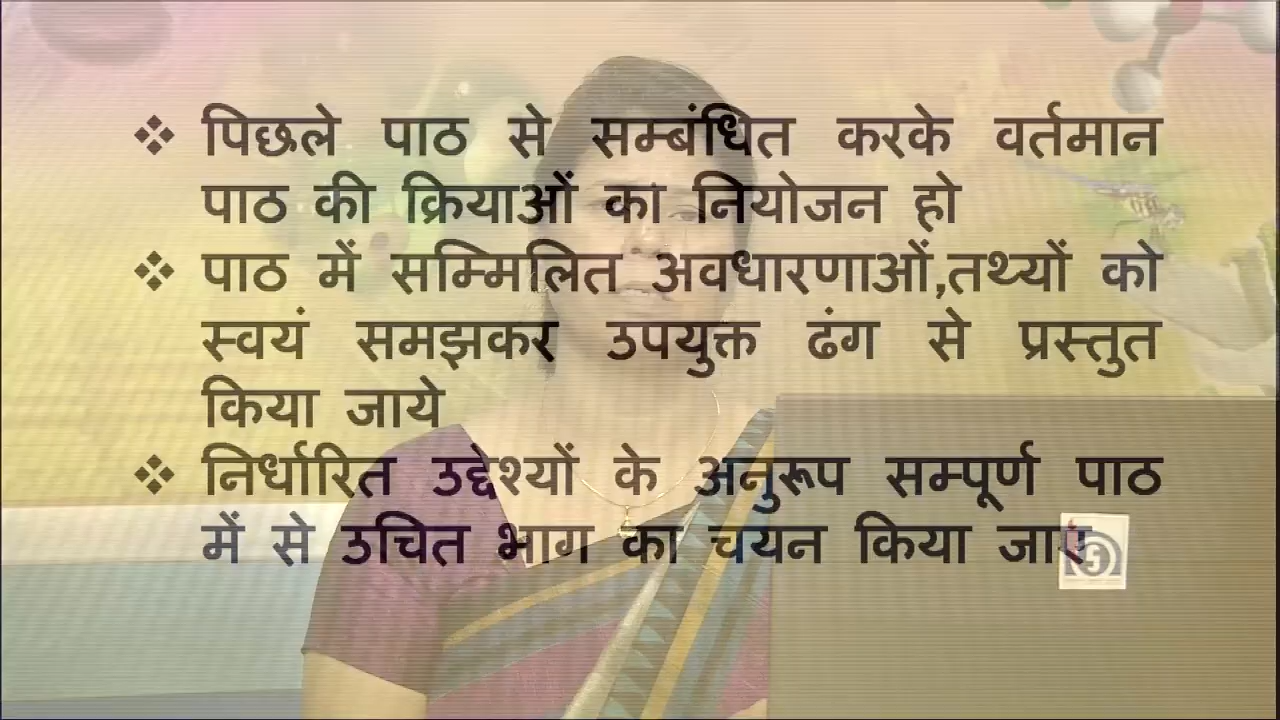 ❖ पिछले पाठ से सम्बंधित करके वर्तमान
पाठ की क्रियाओं का नियोजन हो
❖ पाठ में सम्मिलित अवधारणाओं,तथ्यों को
स्वयं समझकर उपयुक्त ढंग से प्रस्तुत
किया जाये
❖ निर्धारित उद्देश्यों के अनुरूप सम्पूर्ण पाठ
में से उचित भाग का चयन किया जाए